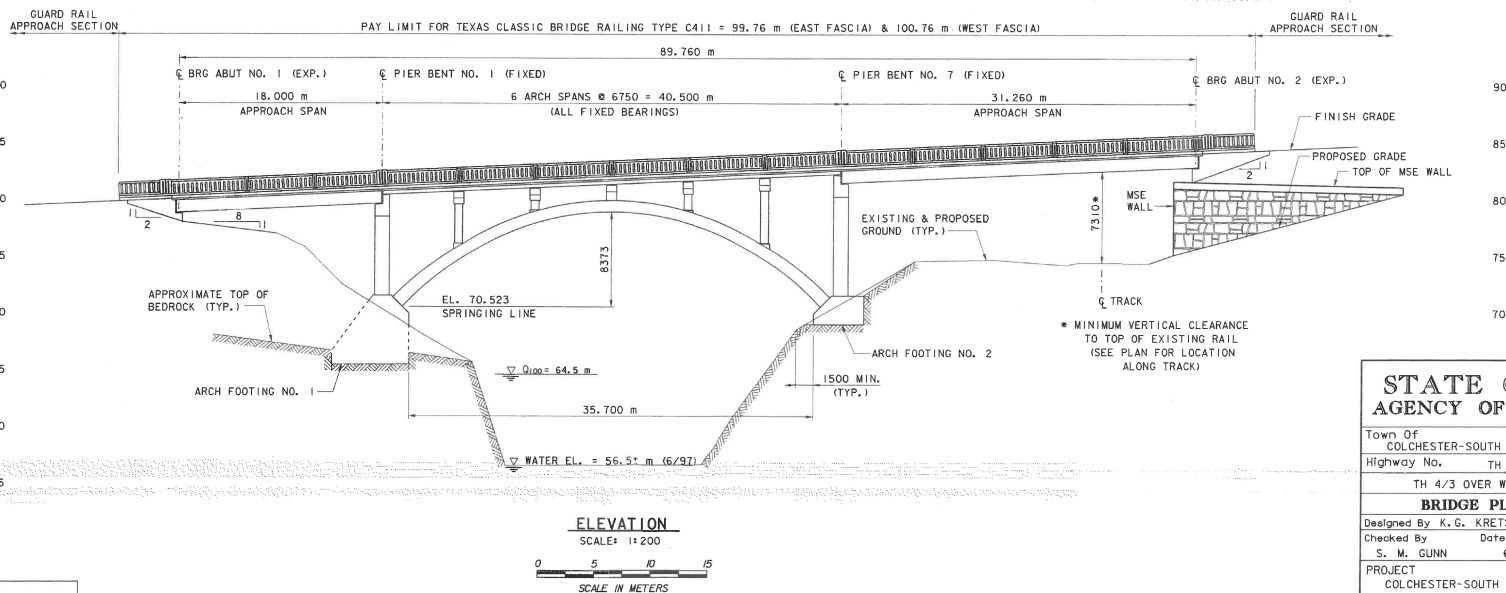 GUARD RAIL
APPROACH SECTION
PAY LIMIT FOR TEXAS CLASSIC BRIDGE RAILING TYPE C411 = 99.76 m (EAST FASCIA) & 100.76 m (WEST FASCIA)
GUARD RAIL
APPROACH SECTION
89.760 m
℄ BRG ABUT NO. 1 (EXP.)
℄ PIER BENT NO. 1 (FIXED)
℄ PIER BENT NO. 7 (FIXED)
℄ BRG ABUT NO. 2 (EXP.)
18.000 m
APPROACH SPAN
6 ARCH SPANS @ 6750 = 40.500 m
(ALL FIXED BEARINGS)
31.260 m
APPROACH SPAN
0
90
FINISH GRADE
5
85
PROPOSED GRADE
TOP OF MSE WALL
1
2
0
80
1
2
8
1
MSE
WALL
7310*
EXISTING & PROPOSED
GROUND (TYP.)
8373
5
75
APPROXIMATE TOP OF
BEDROCK (TYP.)
EL. 70.523
SPRINGING LINE
℄ TRACK
0
70
* MINIMUM VERTICAL CLEARANCE
TO TOP OF EXISTING RAIL
(SEE PLAN FOR LOCATION
ALONG TRACK)
ARCH FOOTING NO. 2
5
ARCH FOOTING NO. 1
Q100 = 64.5 m
1500 MIN.
(TYP.)
35.700 m
0
WATER EL. = 56.5± m (6/97)
5
ELEVATION
SCALE: 1:200
0 5 10 15
SCALE IN METERS
STATE
AGENCY OF
Town Of
COLCHESTER-SOUTH
Highway No. TH
TH 4/3 OVER W
BRIDGE PL
Designed By K.G. KRETS
Checked By Date
S. M. GUNN
PROJECT
COLCHESTER-SOUTH